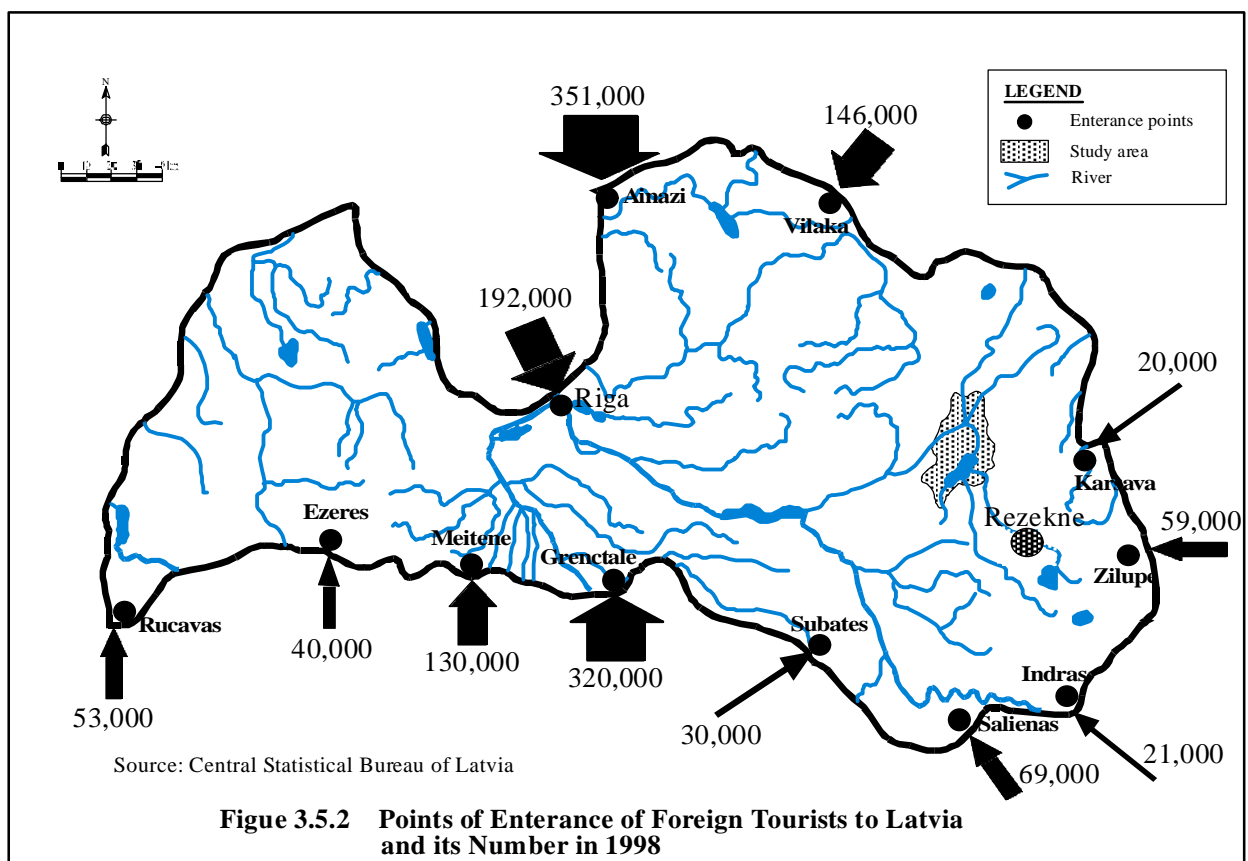 N
351,000
146,000
LEGEND
Enterance points
Study area
River
Ainazi
Vilaka
192,000
Riga
20,000
Karsava
Rezekne
59,000
Zilupe
Ezeres
Meitene
Grenctale
Rucavas
Subates
Indras
Salienas
40,000
130,000
320,000
53,000
30,000
69,000
21,000
Source: Central Statistical Bureau of Latvia
Figue 3.5.2 Points of Enterance of Foreign Tourists to Latvia
and its Number in 1998